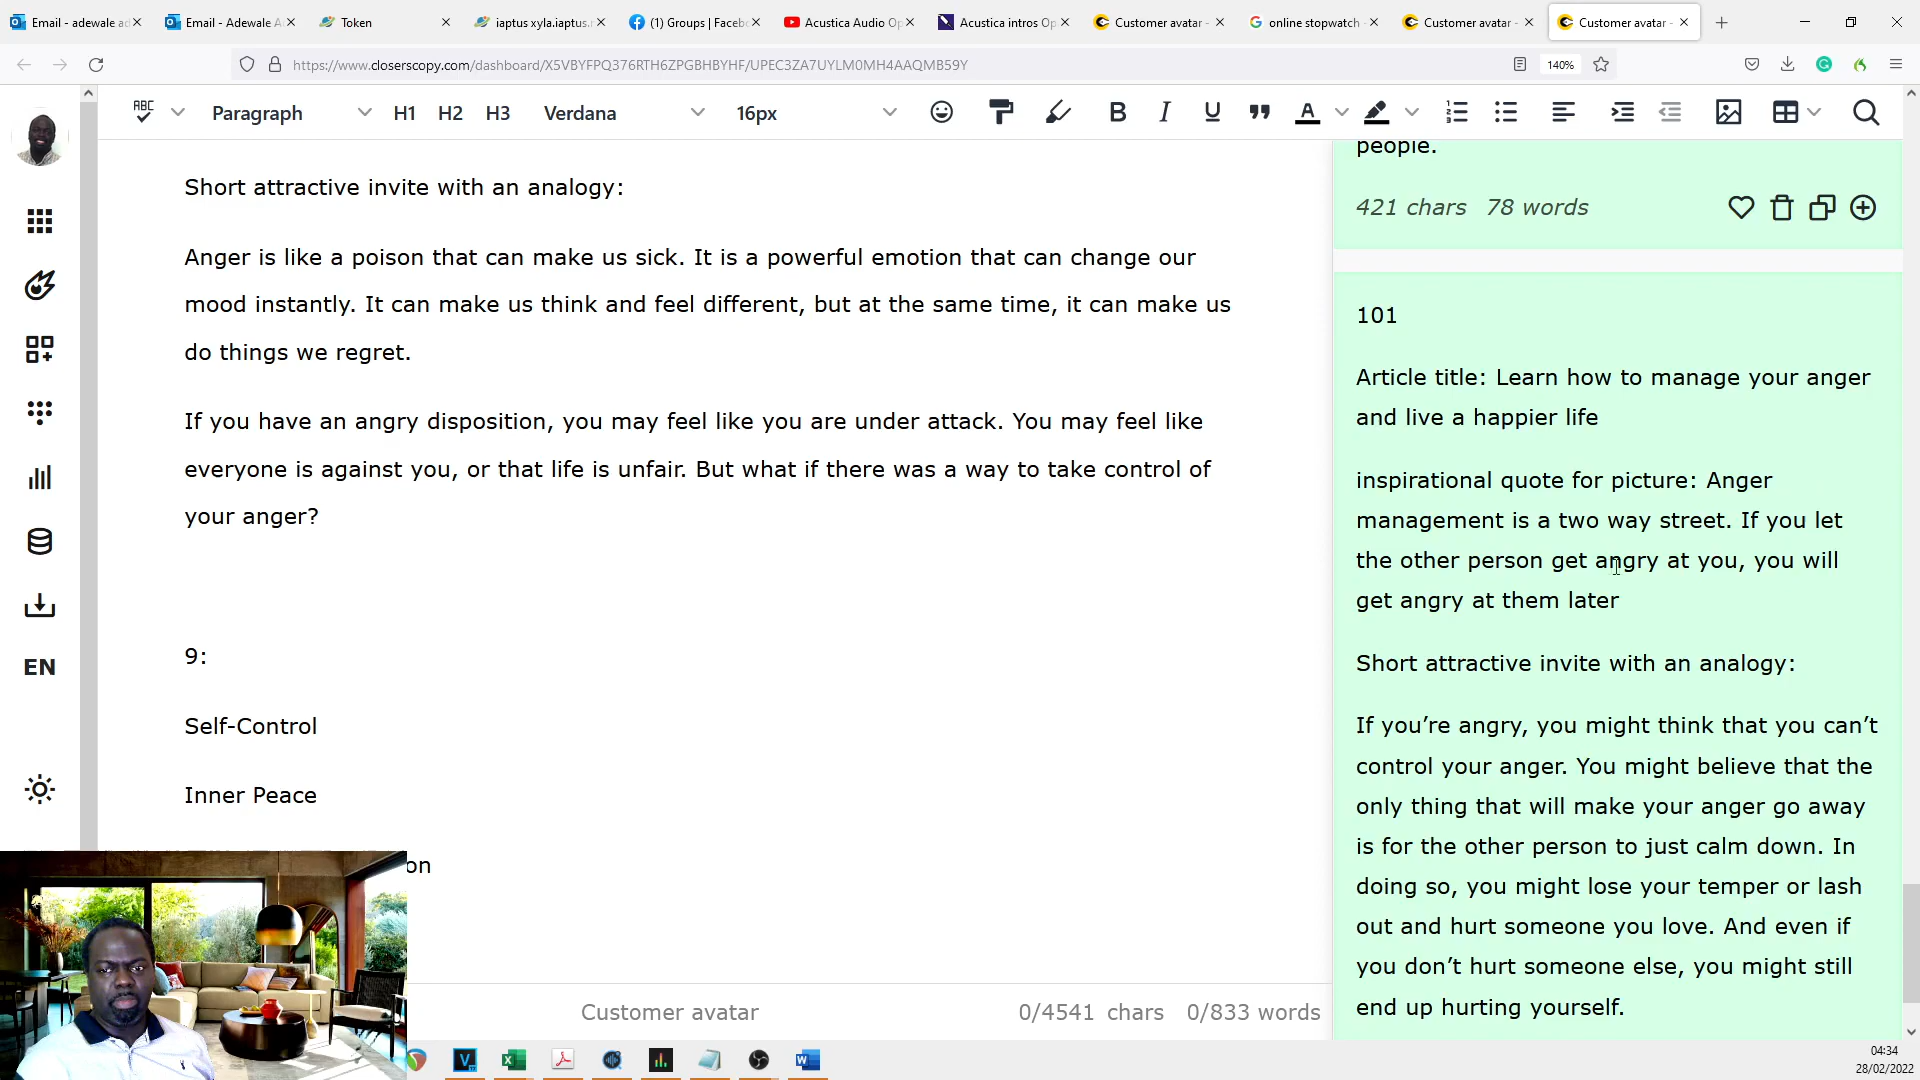 Email - adewale ad
Email - Adewale A
Token
iaptus xyla.iaptus.
(1) Groups | Faceb
Acustica Audio Op
Acustica intros Op
Customer avatar -
online stopwatch -
Customer avatar -
Customer avatar -
https://www.closerscopy.com/dashboard/X5VBYFPQ376RTH6ZPGBHBYHF/UPEC3ZA7UYLM0MH4AAQMB59Y
140%
ABC
Paragraph
H1
H2
H3
Verdana
16px
B
I
U
A
Short attractive invite with an analogy:
Anger is like a poison that can make us sick. It is a powerful emotion that can change our
mood instantly. It can make us think and feel different, but at the same time, it can make us
do things we regret.
If you have an angry disposition, you may feel like you are under attack. You may feel like
everyone is against you, or that life is unfair. But what if there was a way to take control of
your anger?
9:
Self-Control
Inner Peace
on
EN
Customer avatar
0/4541 chars
0/833 words
people.
421 chars 78 words
101
Article title: Learn how to manage your anger
and live a happier life
inspirational quote for picture: Anger
management is a two way street. If you let
the other person get angry at you, you will
get angry at them later
Short attractive invite with an analogy:
If you’re angry, you might think that you can’t
control your anger. You might believe that the
only thing that will make your anger go away
is for the other person to just calm down. In
doing so, you might lose your temper or lash
out and hurt someone you love. And even if
you don’t hurt someone else, you might still
end up hurting yourself.
04:34
28/02/2022